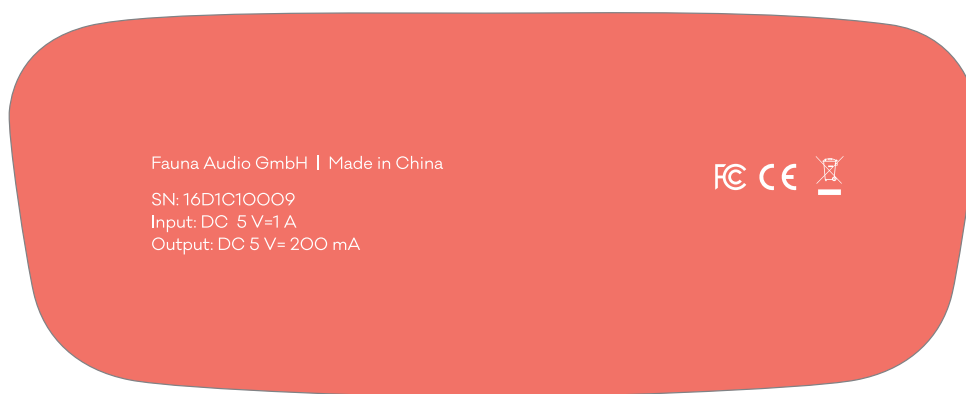 Fauna Audio GmbH | Made in China
SN: 16D1C10009
Input: DC  5 V=1 A
Output: DC 5 V= 200 mA
FC CE